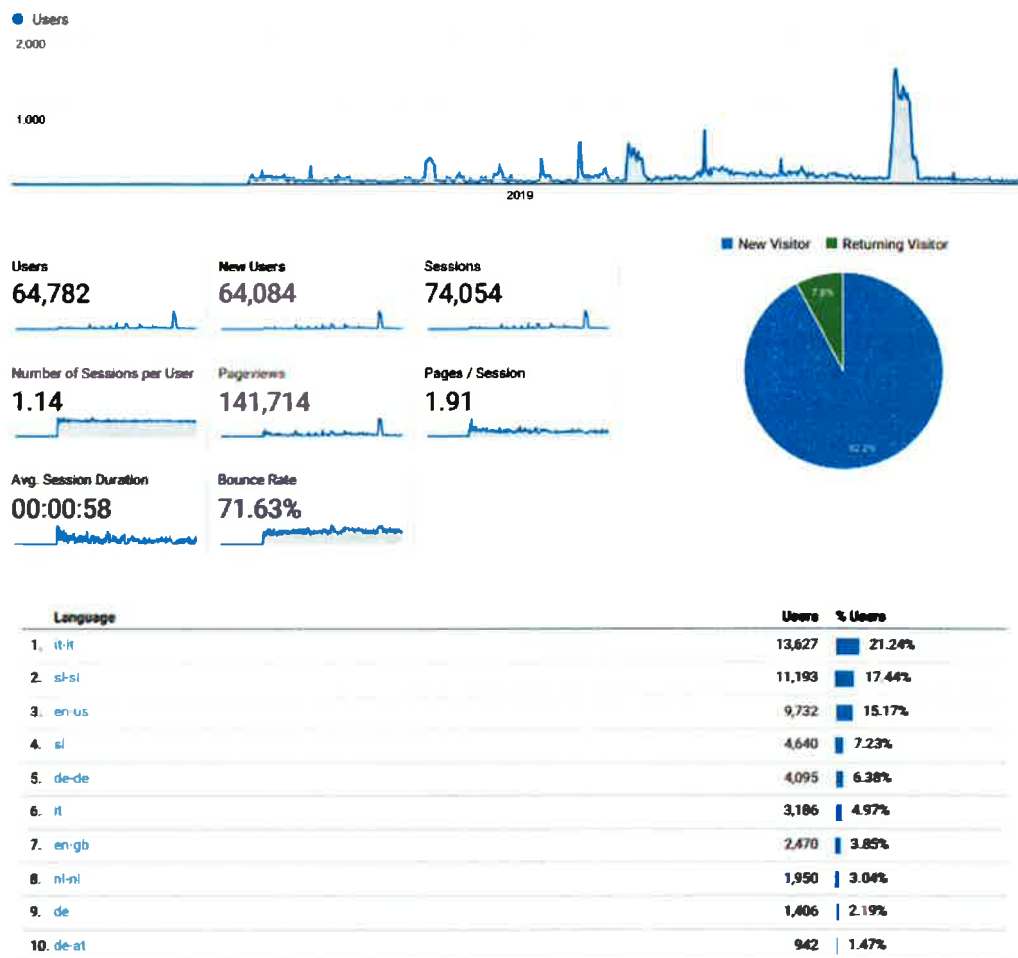 Users
2,000
1,000
2019
New Visitor Returning Visitor
7.8%
92.2%
Users New Users Sessions
64,782 64,084 74,054
Number of Sessions per User Pageviews Pages / Session
1.14 141,714 1.91
Avg. Session Duration Bounce Rate
00:00:58 71.63%
Language Users % Users
1. it-it 13,627 21.24%
2. sl-si 11,193 17.44%
3. en-us 9,732 15.17%
4. sl 4,640 7.23%
5. de-de 4,095 6.38%
6. it 3,186 4.97%
7. en-gb 2,470 3.85%
8. nl-nl 1,950 3.04%
9. de 1,406 2.19%
10. de-at 942 1.47%